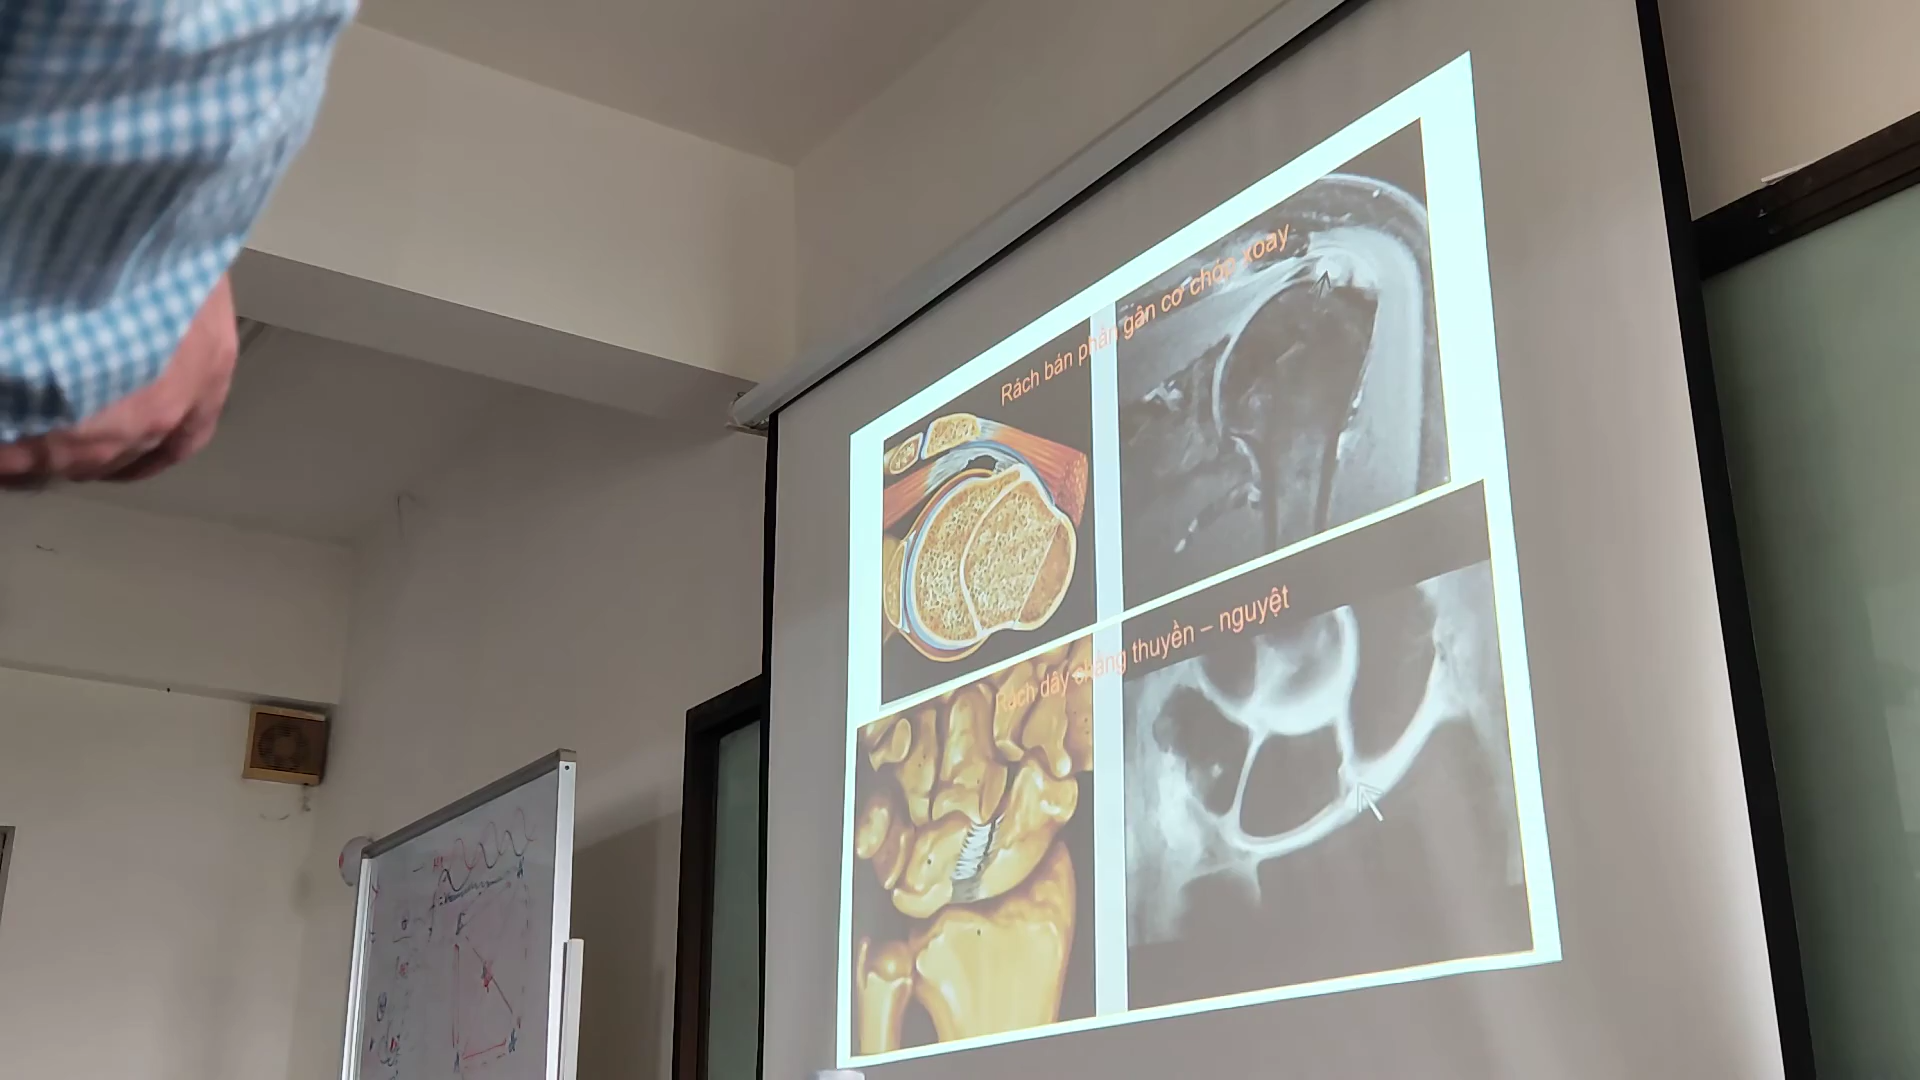 Rách bán phần gân cơ chóp xoay
Rách dây chằng thuyền – nguyệt